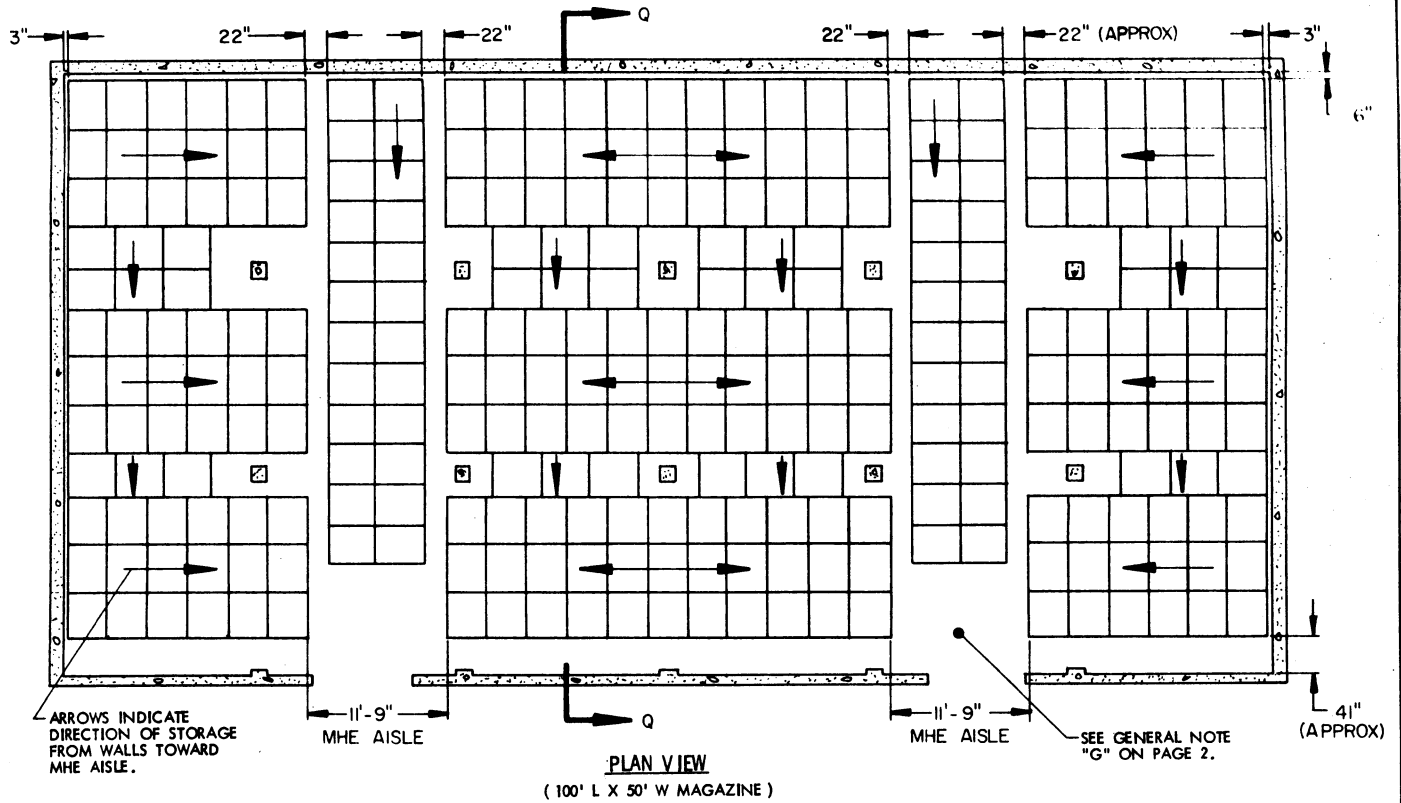 Q
3"
22"
22"
22"
22" (APPROX)
3"
6"
11'-9"
MHE AISLE
Q
11'-9"
MHE AISLE
41"
(APPROX)
ARROWS INDICATE
DIRECTION OF STORAGE
FROM WALLS TOWARD
MHE AISLE.
SEE GENERAL NOTE
"G" ON PAGE 2.
PLAN VIEW
( 100' L X 50' W MAGAZINE )